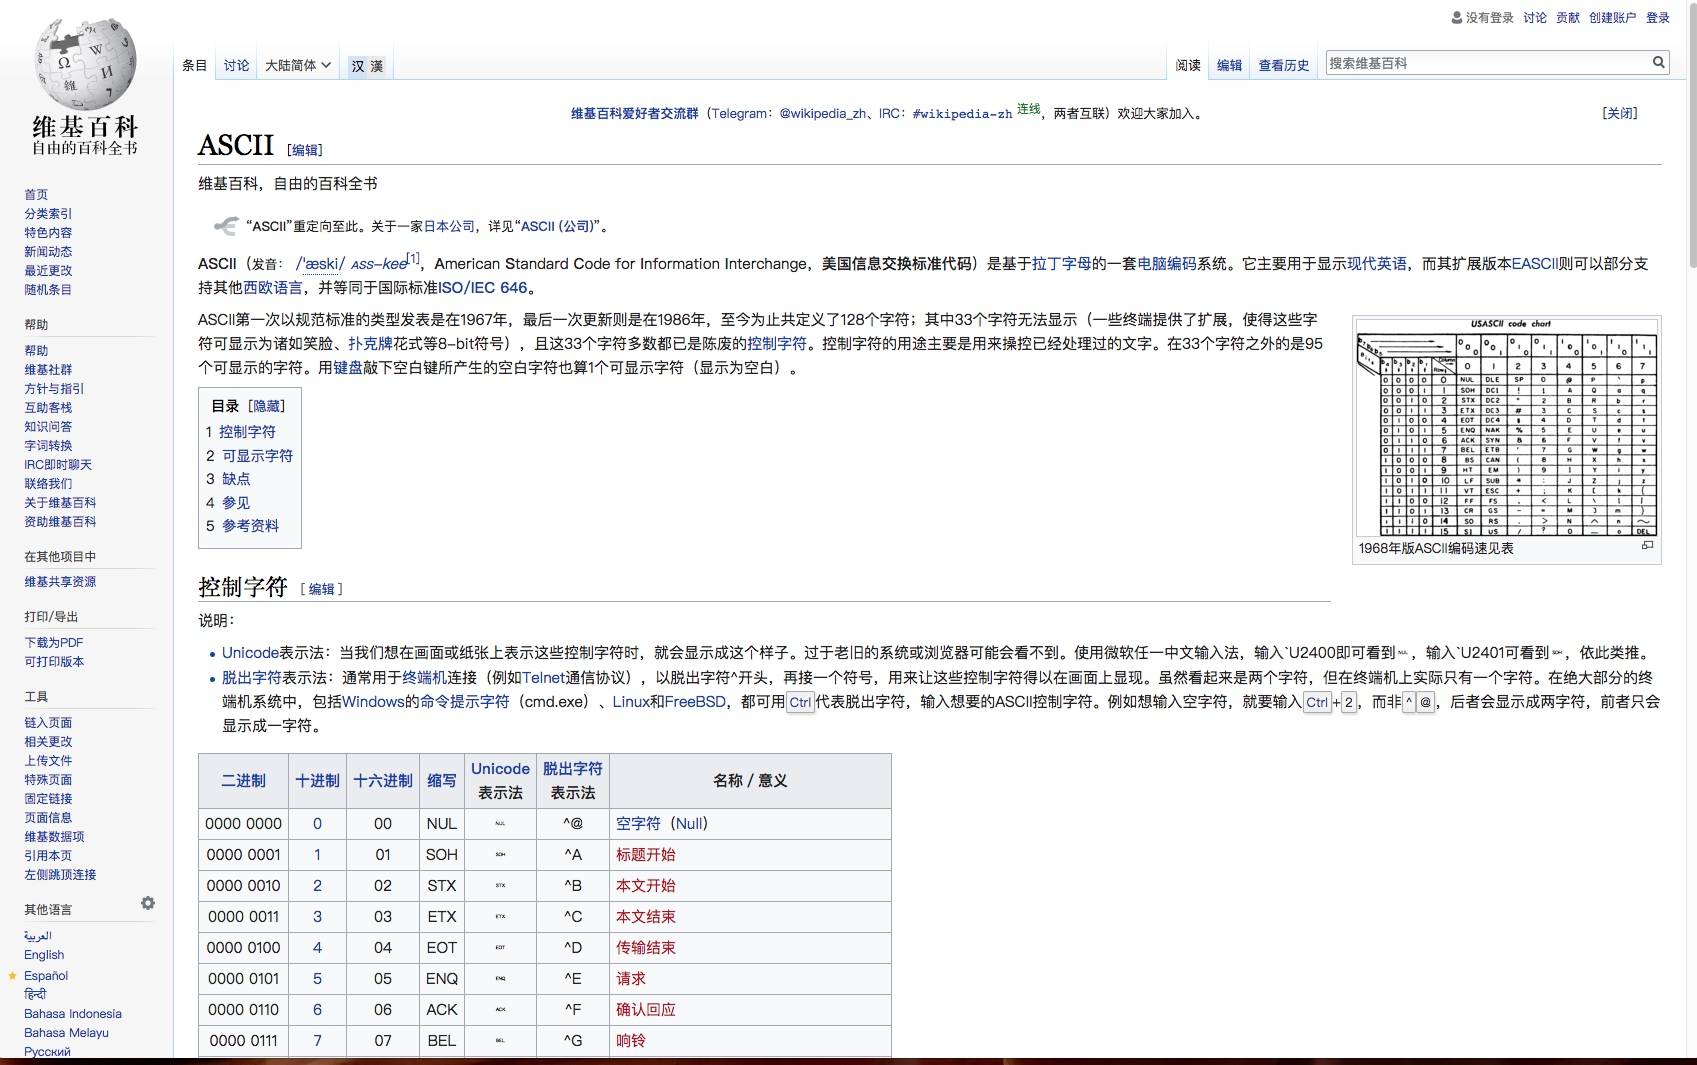 没有登录 讨论 贡献 创建账户 登录
条目 讨论 大陆简体 汉 漢 阅读 编辑 查看历史 搜索维基百科
维基百科
自由的百科全书
首页
分类索引
特色内容
新闻动态
最近更改
随机条目
帮助
帮助
维基社群
方针与指引
互助客栈
知识问答
字词转换
IRC即时聊天
联络我们
关于维基百科
资助维基百科
在其他项目中
维基共享资源
打印/导出
下载为PDF
可打印版本
工具
链入页面
相关更改
上传文件
特殊页面
固定链接
页面信息
维基数据项
引用本页
左侧跳顶连接
其他语言
العربية
English
Español
हिन्दी
Bahasa Indonesia
Bahasa Melayu
Русский
维基百科爱好者交流群（Telegram：@wikipedia_zh、IRC：#wikipedia-zh 连线，两者互联）欢迎大家加入。 [关闭]
ASCII [编辑]
维基百科，自由的百科全书
“ASCII”重定向至此。关于一家日本公司，详见“ASCII (公司)”。
ASCII（发音： /ˈæski/ ASS-kee[1]，American Standard Code for Information Interchange，美国信息交换标准代码）是基于拉丁字母的一套电脑编码系统。它主要用于显示现代英语，而其扩展版本EASCII则可以部分支
持其他西欧语言，并等同于国际标准ISO/IEC 646。
ASCII第一次以规范标准的类型发表是在1967年，最后一次更新则是在1986年，至今为止共定义了128个字符；其中33个字符无法显示（一些终端提供了扩展，使得这些字
符可显示为诸如笑脸、扑克牌花式等8-bit符号），且这33个字符多数都已是陈废的控制字符。控制字符的用途主要是用来操控已经处理过的文字。在33个字符之外的是95
个可显示的字符。用键盘敲下空白键所产生的空白字符也算1个可显示字符（显示为空白）。
USASCII code chart
1968年版ASCII编码速见表
目录 [隐藏]
1 控制字符
2 可显示字符
3 缺点
4 参见
5 参考资料
控制字符 [编辑]
说明：
Unicode表示法：当我们想在画面或纸张上表示这些控制字符时，就会显示成这个样子。过于老旧的系统或浏览器可能会看不到。使用微软任一中文输入法，输入`U2400即可看到␀，输入`U2401可看到␁，依此类推。
脱出字符表示法：通常用于终端机连接（例如Telnet通信协议），以脱出字符^开头，再接一个符号，用来让这些控制字符得以在画面上显现。虽然看起来是两个字符，但在终端机上实际只有一个字符。在绝大部分的终
端机系统中，包括Windows的命令提示字符（cmd.exe）、Linux和FreeBSD，都可用Ctrl代表脱出字符，输入想要的ASCII控制字符。例如想输入空字符，就要输入Ctrl+2，而非^@，后者会显示成两字符，前者只会
显示成一字符。
二进制 十进制 十六进制 缩写 Unicode表示法 脱出字符表示法 名称 / 意义
0000 0000 0 00 NUL ␀ ^@ 空字符（Null）
0000 0001 1 01 SOH ␁ ^A 标题开始
0000 0010 2 02 STX ␂ ^B 本文开始
0000 0011 3 03 ETX ␃ ^C 本文结束
0000 0100 4 04 EOT ␄ ^D 传输结束
0000 0101 5 05 ENQ ␅ ^E 请求
0000 0110 6 06 ACK ␆ ^F 确认回应
0000 0111 7 07 BEL ␇ ^G 响铃